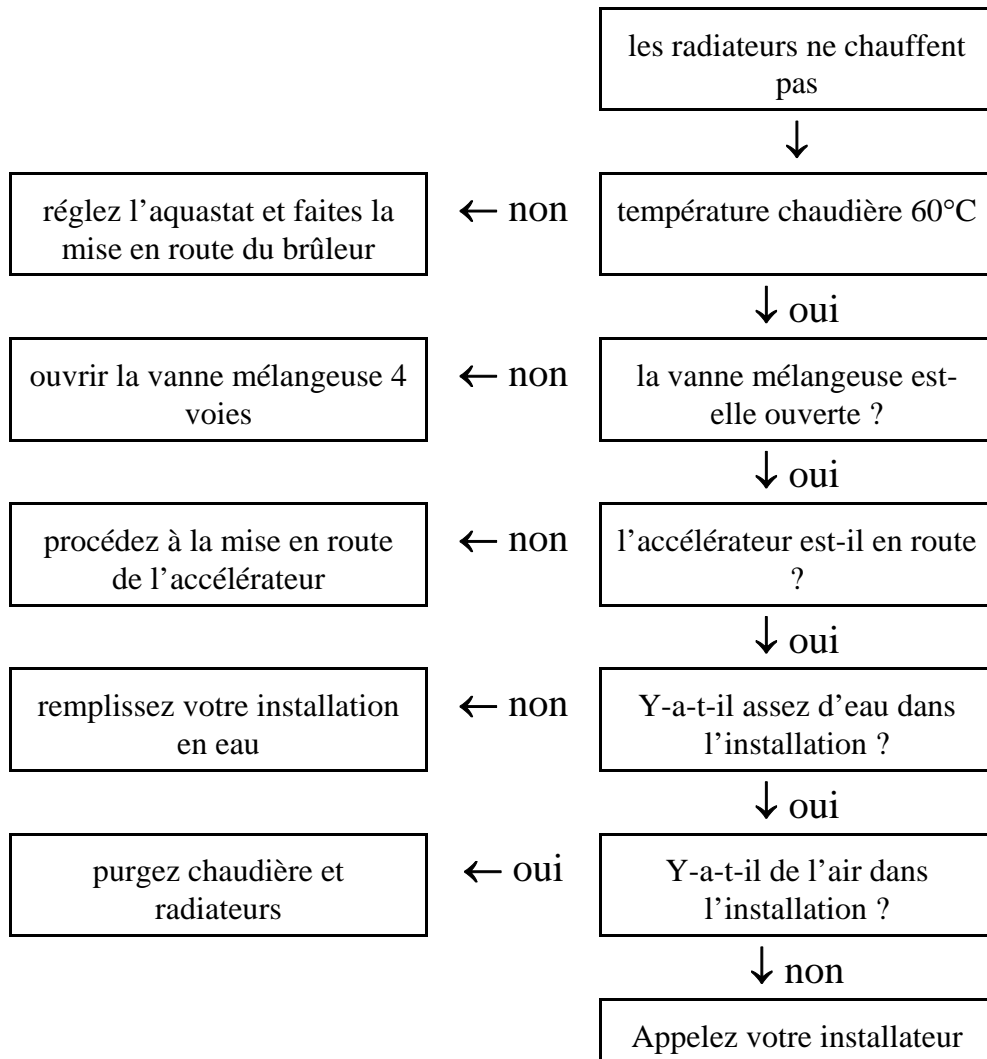 les radiateurs ne chauffent
pas
↓
réglez l’aquastat et faites la
mise en route du brûleur
← non
température chaudière 60°C
↓ oui
ouvrir la vanne mélangeuse 4
voies
← non
la vanne mélangeuse est-
elle ouverte ?
↓ oui
procédez à la mise en route
de l’accélérateur
← non
l’accélérateur est-il en route
?
↓ oui
remplissez votre installation
en eau
← non
Y-a-t-il assez d’eau dans
l’installation ?
↓ oui
purgez chaudière et
radiateurs
← oui
Y-a-t-il de l’air dans
l’installation ?
↓ non
Appelez votre installateur